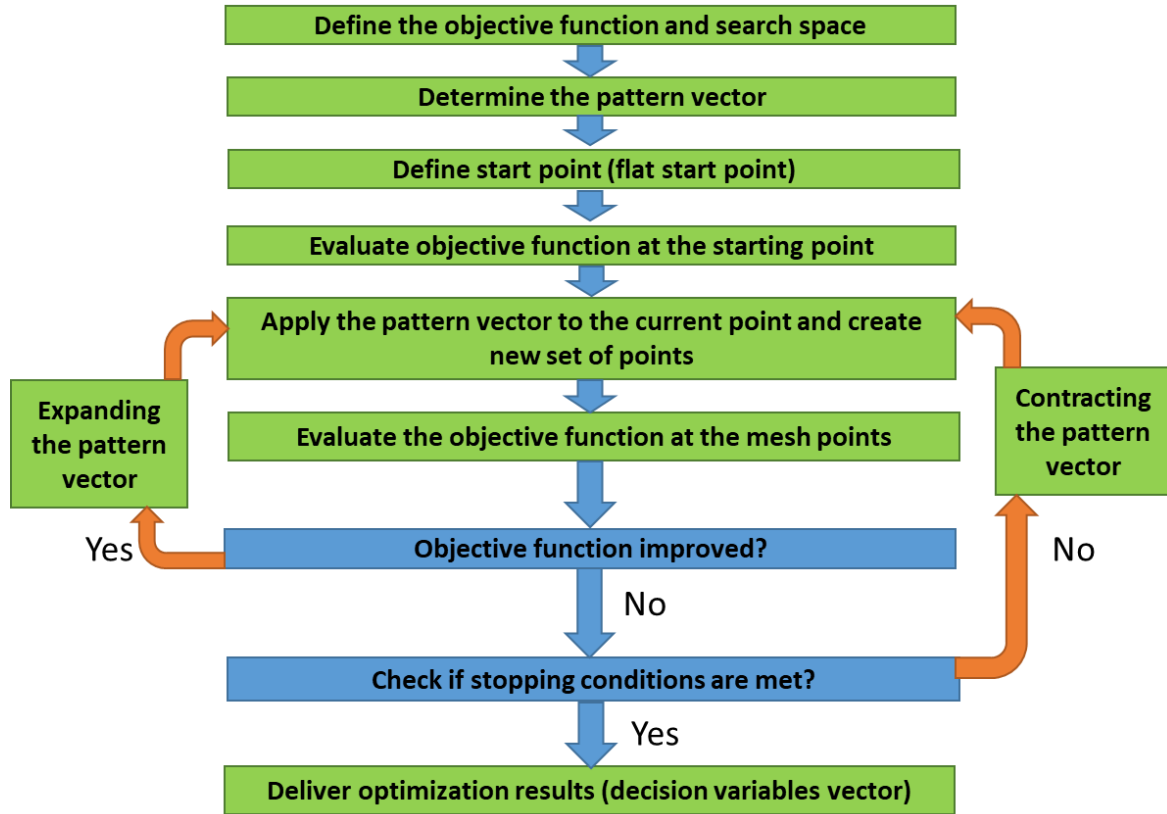 Define the objective function and search space
Determine the pattern vector
Define start point (flat start point)
Evaluate objective function at the starting point
Apply the pattern vector to the current point and create
new set of points
Expanding
the pattern
vector
Contracting
the pattern
vector
Evaluate the objective function at the mesh points
Yes
Objective function improved?
No
No
Check if stopping conditions are met?
Yes
Deliver optimization results (decision variables vector)